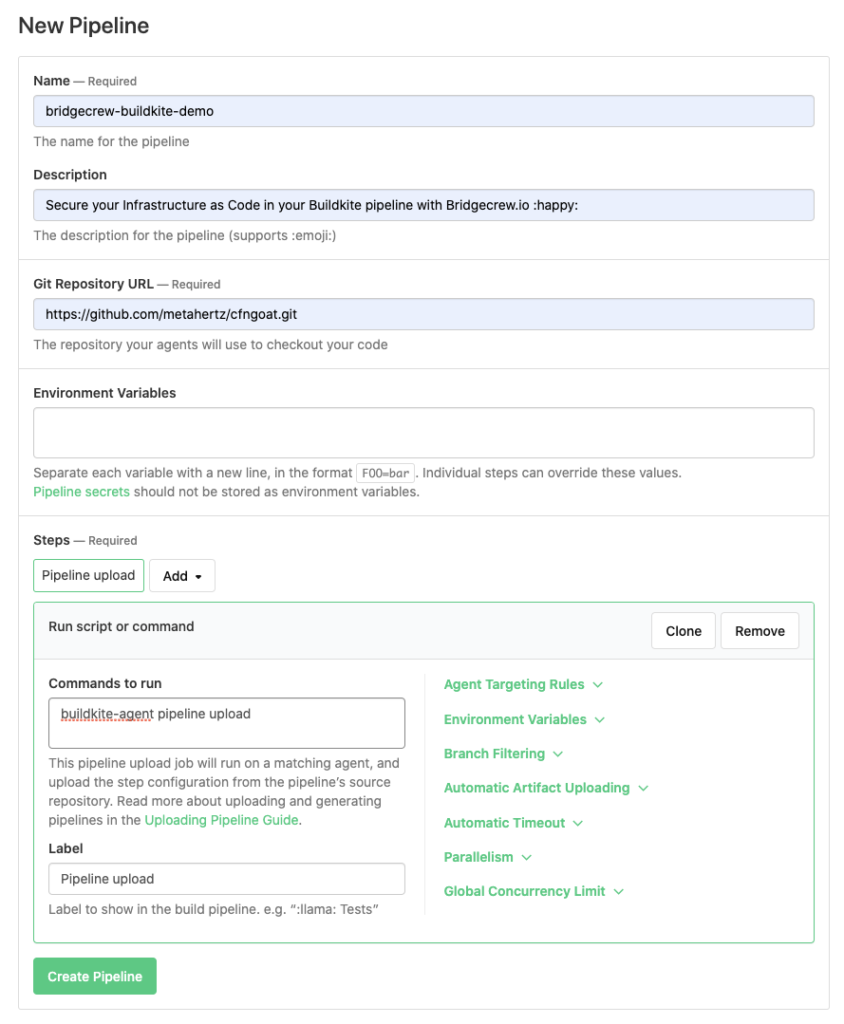 New Pipeline
Name — Required
bridgecrew-buildkite-demo
The name for the pipeline
Description
Secure your Infrastructure as Code in your Buildkite pipeline with Bridgecrew.io :happy:
The description for the pipeline (supports :emoji:)
Git Repository URL — Required
https://github.com/metahertz/cfngoat.git
The repository your agents will use to checkout your code
Environment Variables
Separate each variable with a new line, in the format FOO=bar. Individual steps can override these values.
Pipeline secrets should not be stored as environment variables.
Steps — Required
Pipeline upload
Add
Run script or command
Clone
Remove
Commands to run
buildkite-agent pipeline upload
This pipeline upload job will run on a matching agent, and
upload the step configuration from the pipeline's source
repository. Read more about uploading and generating
pipelines in the Uploading Pipeline Guide.
Label
Pipeline upload
Label to show in the build pipeline. e.g. “:llama: Tests”
Agent Targeting Rules
Environment Variables
Branch Filtering
Automatic Artifact Uploading
Automatic Timeout
Parallelism
Global Concurrency Limit
Create Pipeline